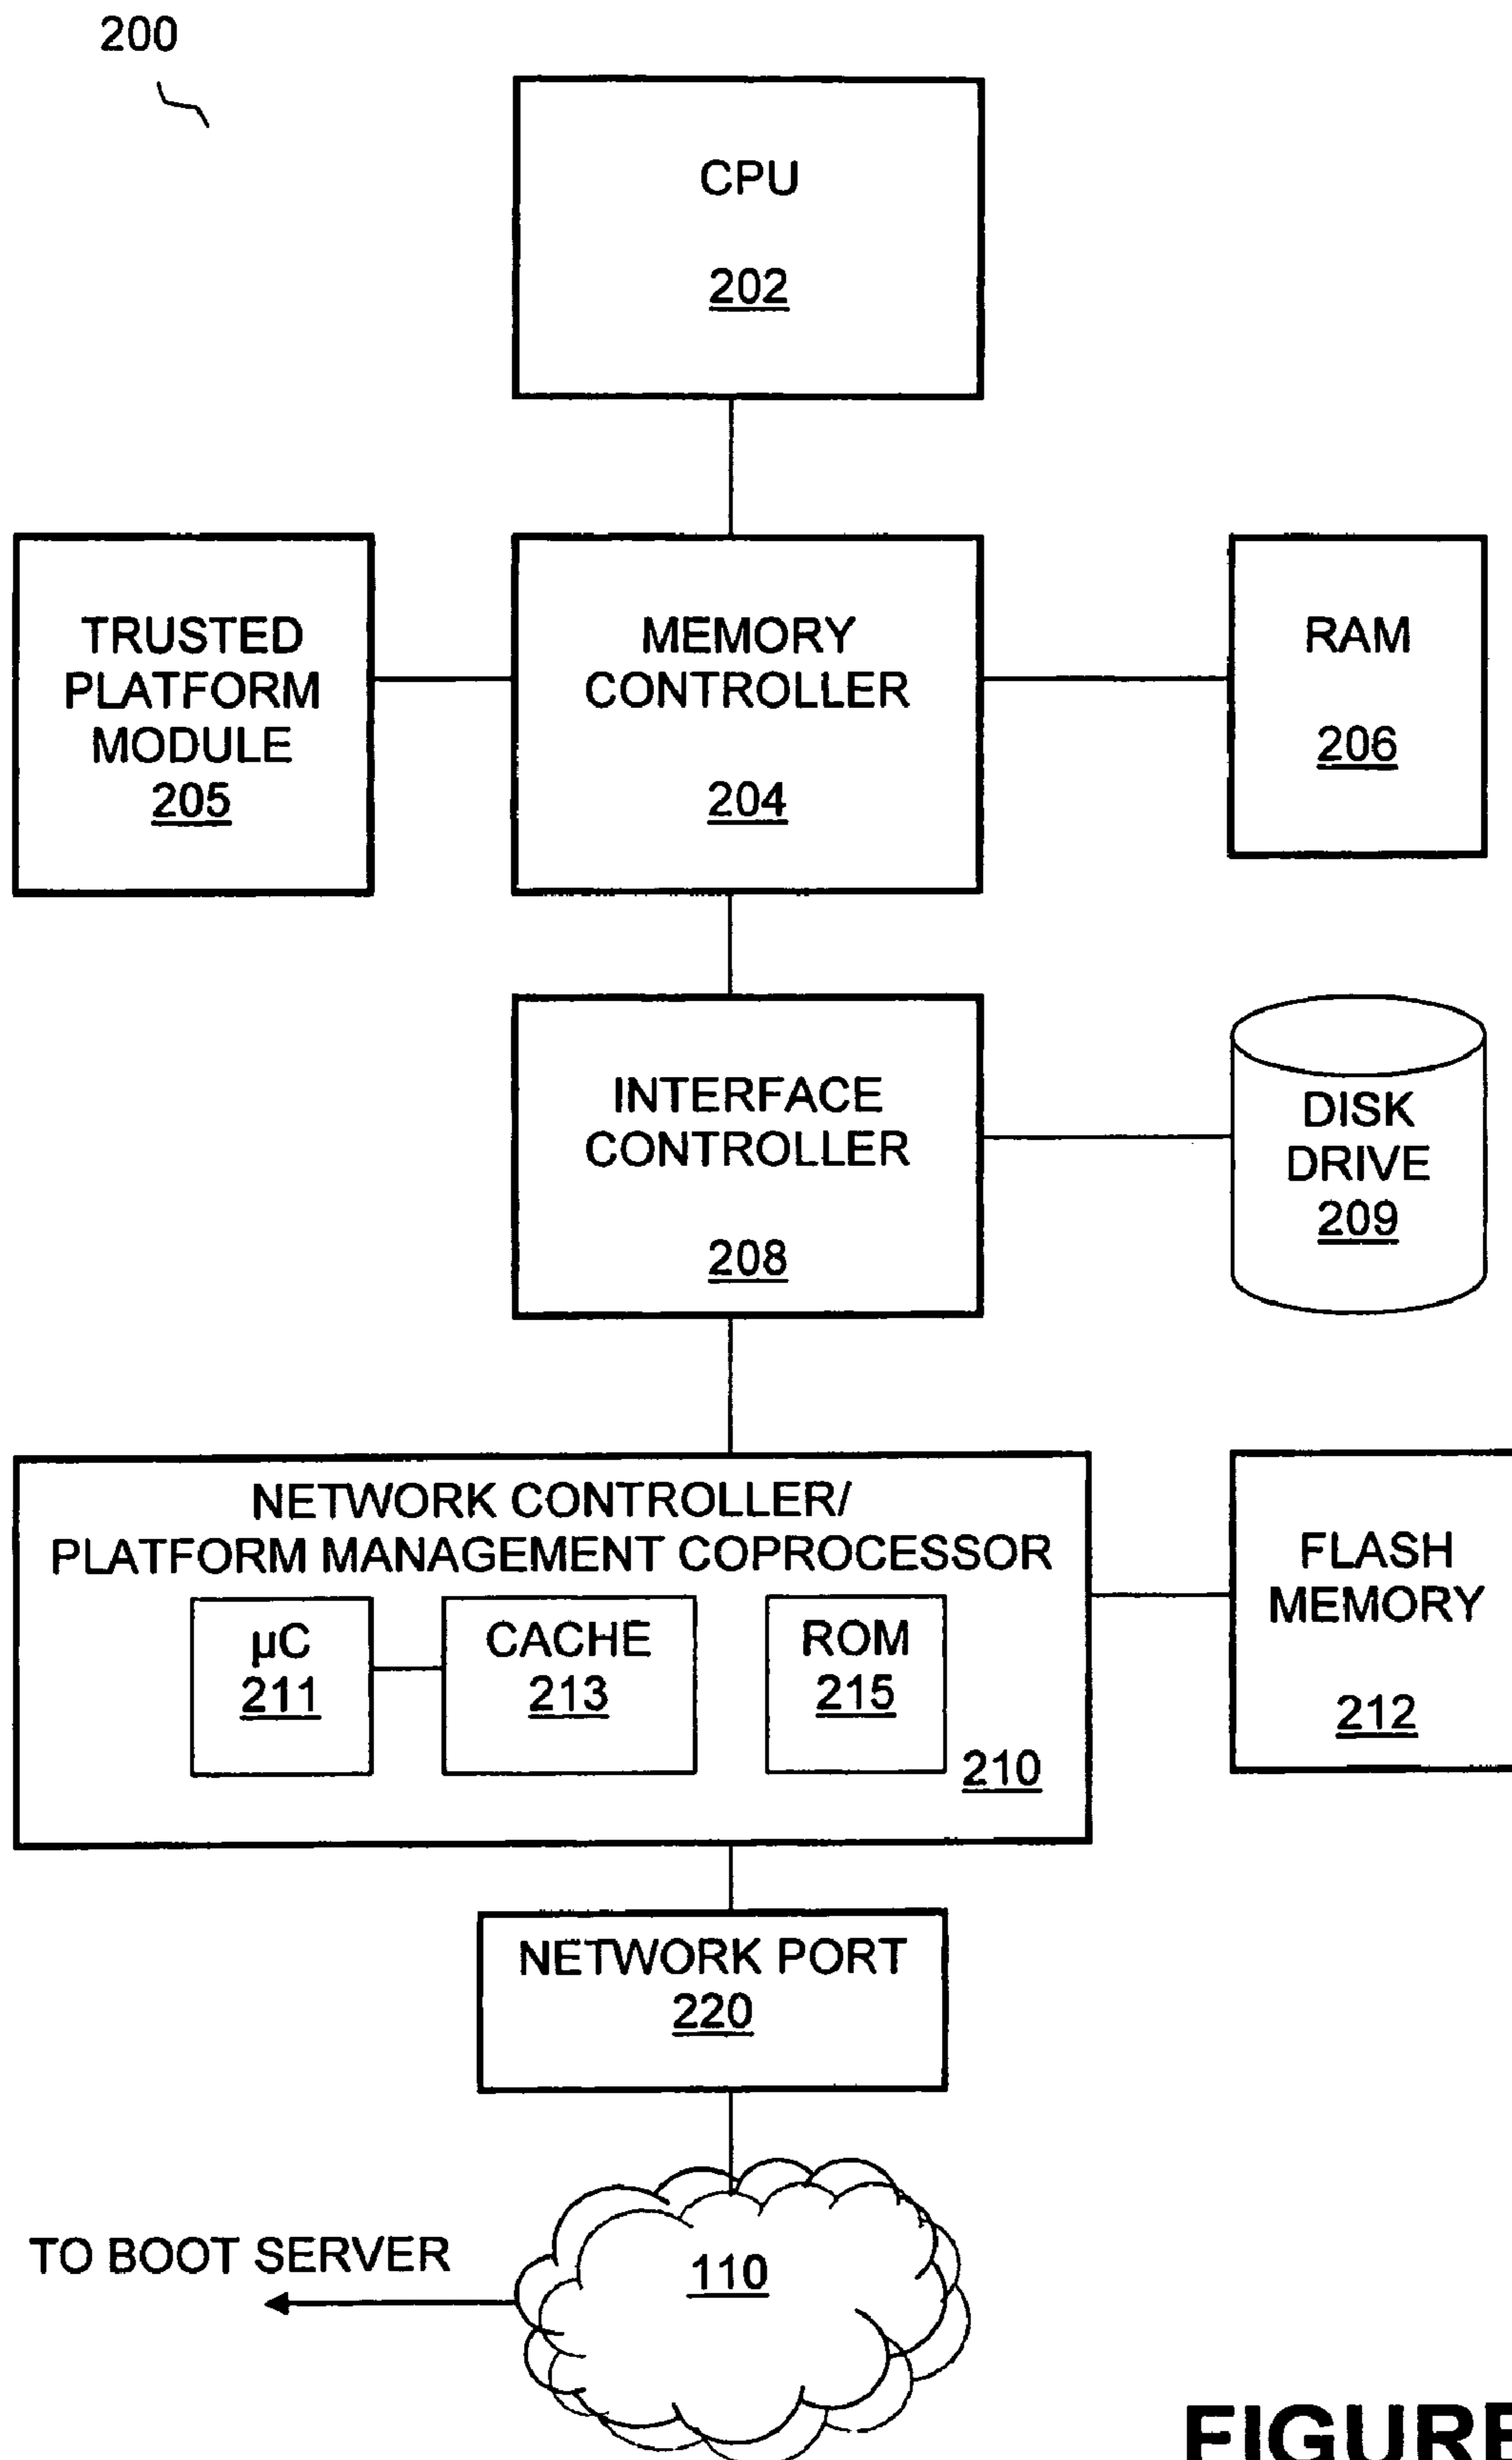 200
CPU
202
TRUSTED
PLATFORM
MODULE
205
MEMORY
CONTROLLER
204
RAM
206
INTERFACE
CONTROLLER
208
DISK
DRIVE
209
NETWORK CONTROLLER/
PLATFORM MANAGEMENT COPROCESSOR
µC
211
CACHE
213
ROM
215
210
FLASH
MEMORY
212
NETWORK PORT
220
TO BOOT SERVER
110
FIGURE